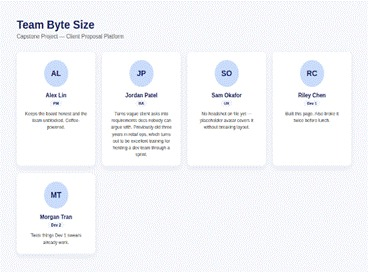 Team Byte Size
Capstone Project — Client Proposal Platform
AL
Alex Lin
PM
Keeps the board honest and the
team unblocked. Coffee-
powered.
JP
Jordan Patel
BA
Turns vague client asks into
requirements docs nobody can
argue with. Previously did three
years in retail ops, which turns
out to be excellent training for
herding a dev team through a
sprint.
SO
Sam Okafor
UX
No headshot on file yet —
placeholder avatar covers it
without breaking layout.
RC
Riley Chen
Dev 1
Built this page. Also broke it
twice before lunch.
MT
Morgan Tran
Dev 2
Tests things Dev 1 swears
already work.